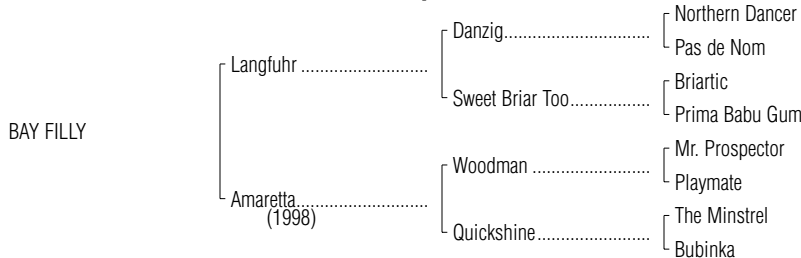 Northern Dancer
Danzig..............................
Pas de Nom
Langfuhr ..........................
Briartic
Sweet Briar Too................
Prima Babu Gum
BAY FILLY
Mr. Prospector
Woodman ........................
Playmate
Amaretta...........................
(1998)
The Minstrel
Quickshine.......................
Bubinka